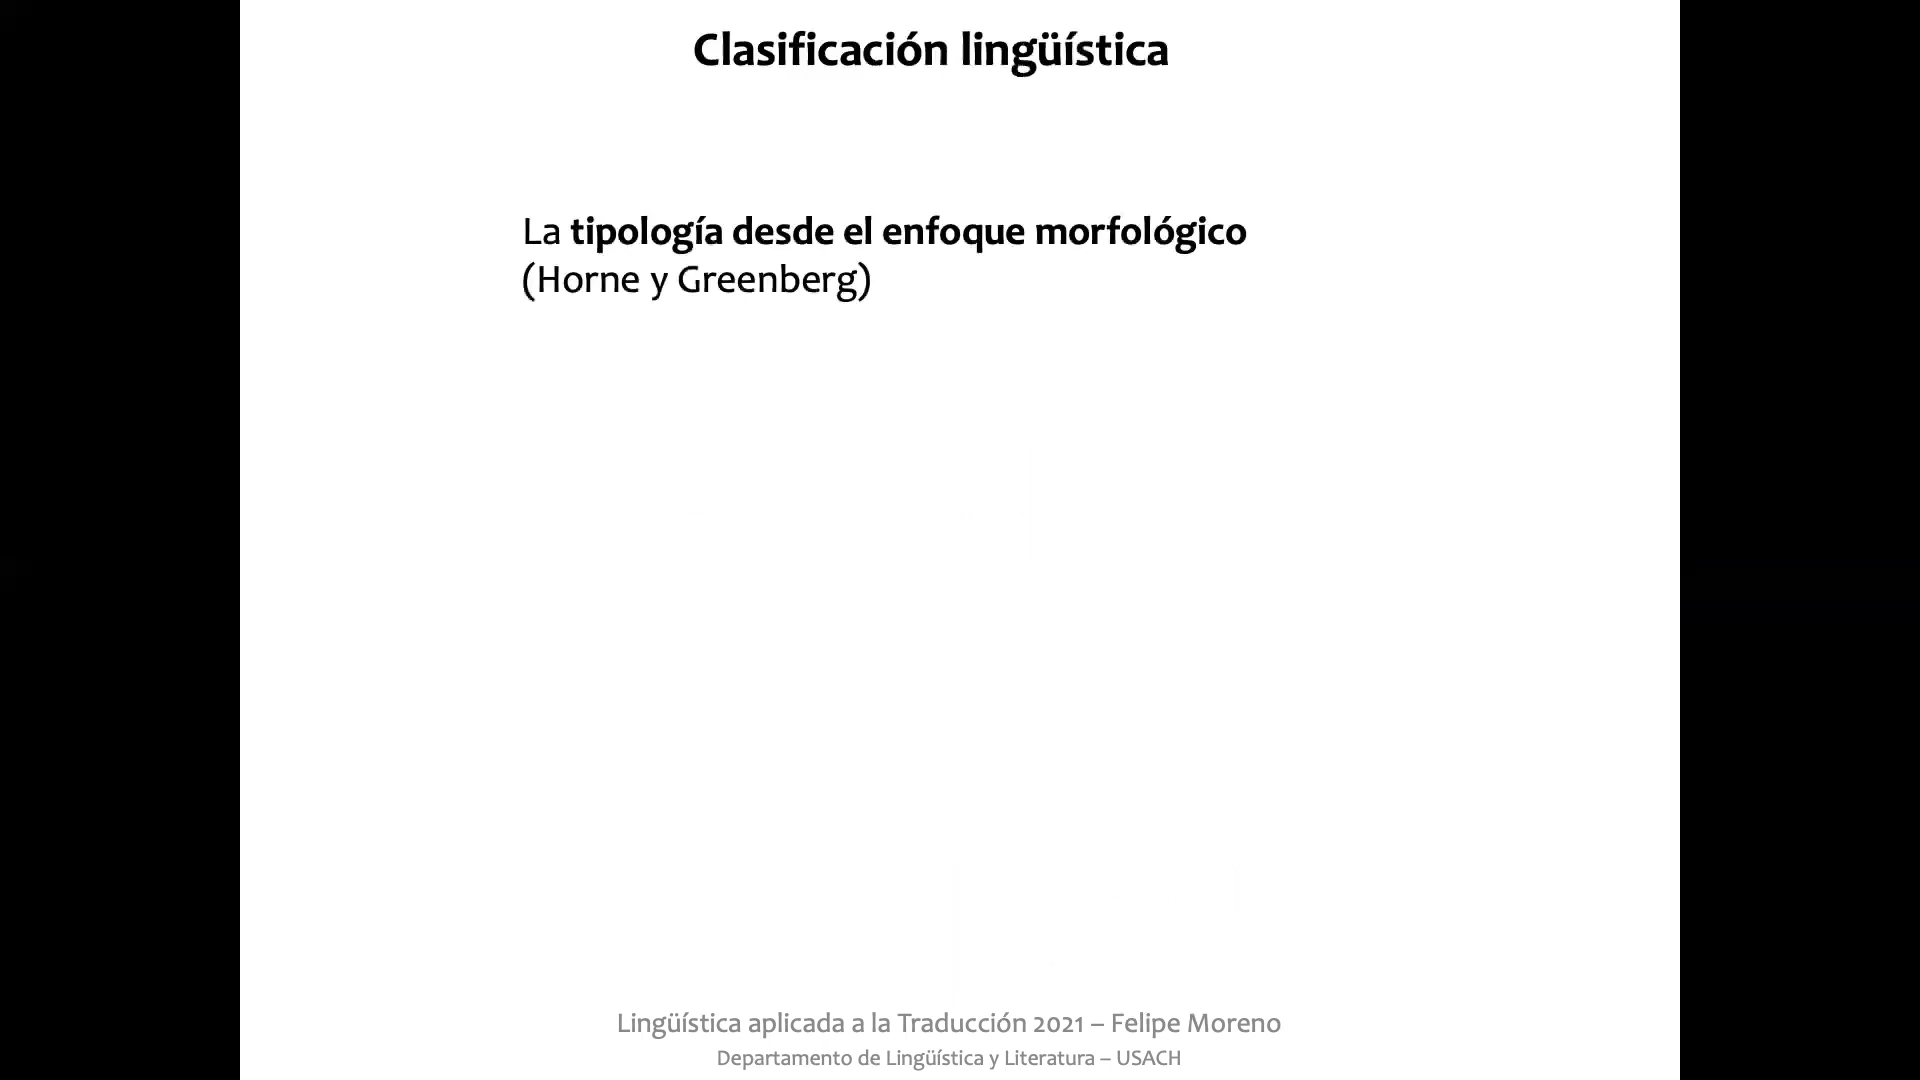 Clasificación lingüística
La tipología desde el enfoque morfológico
(Horne y Greenberg)
Lingüística aplicada a la Traducción 2021 – Felipe Moreno
Departamento de Lingüística y Literatura – USACH